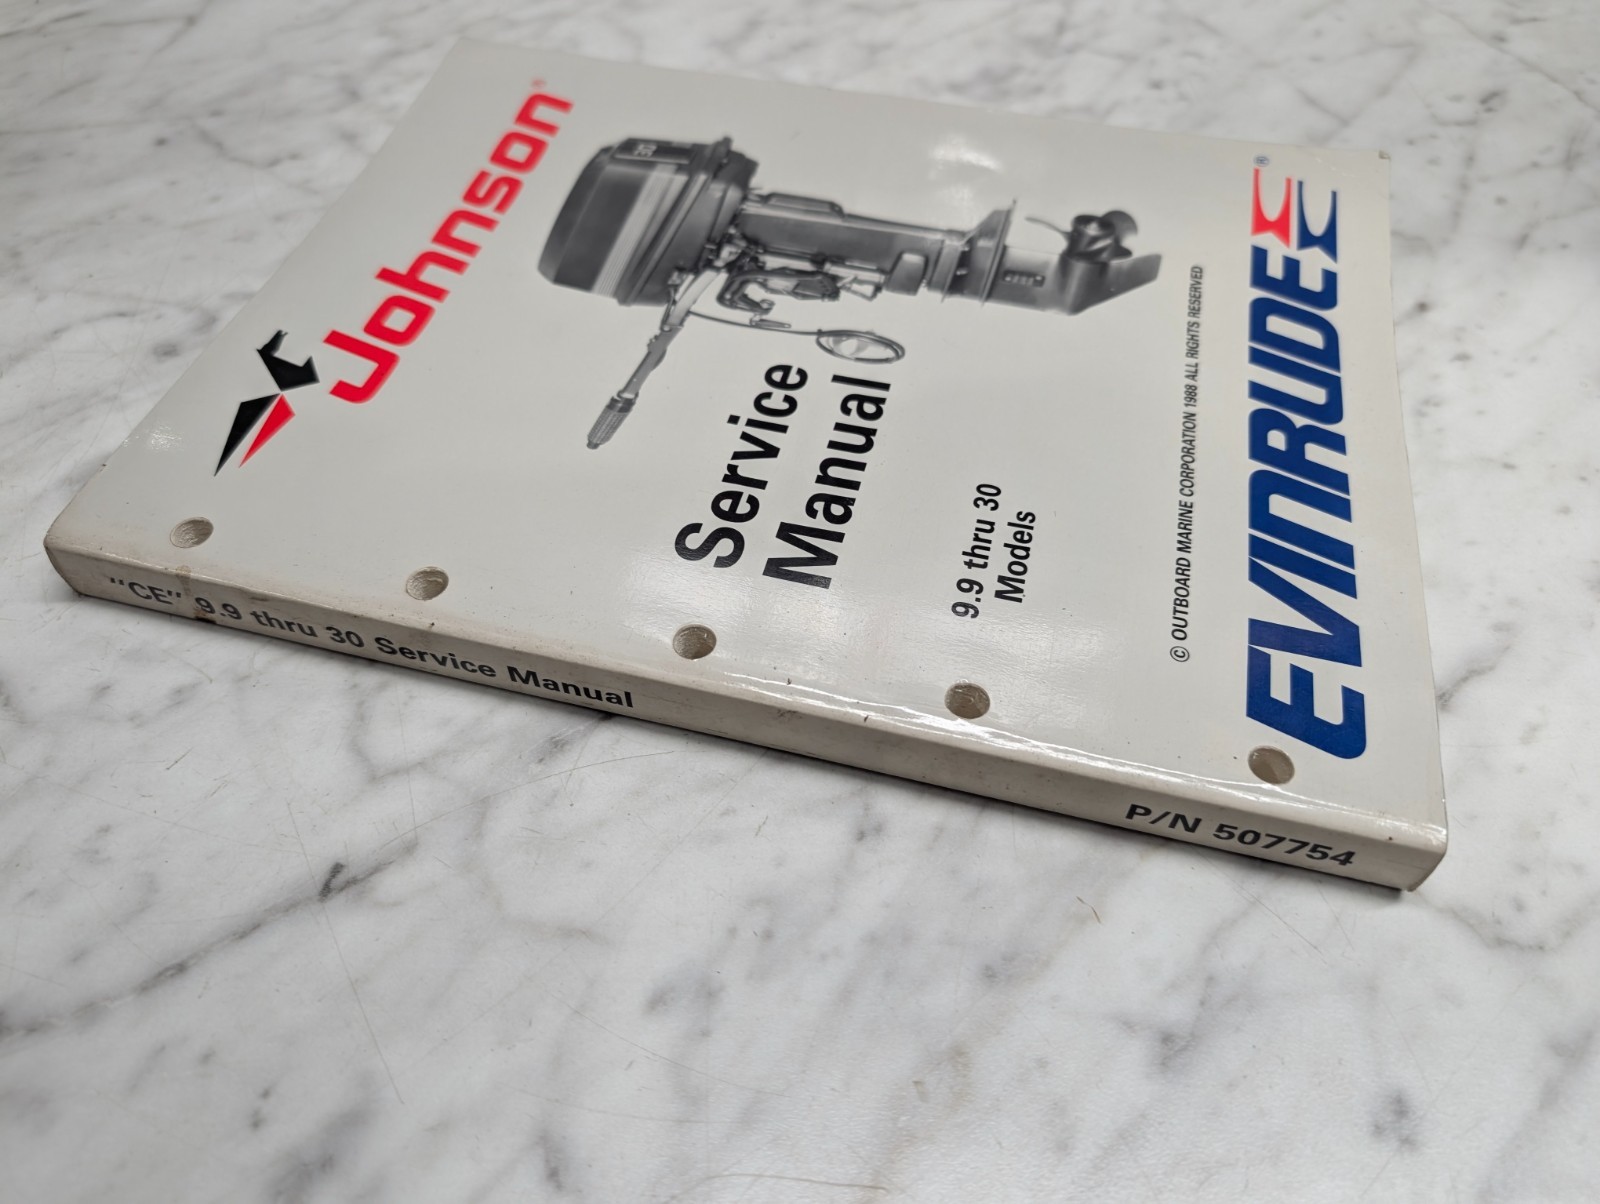 Johnson®
Service
Manual
9.9 thru 30
Models
© OUTBOARD MARINE CORPORATION 1988 ALL RIGHTS RESERVED
EVINRUDE®
"CE" 9.9 thru 30 Service Manual
P/N 507754